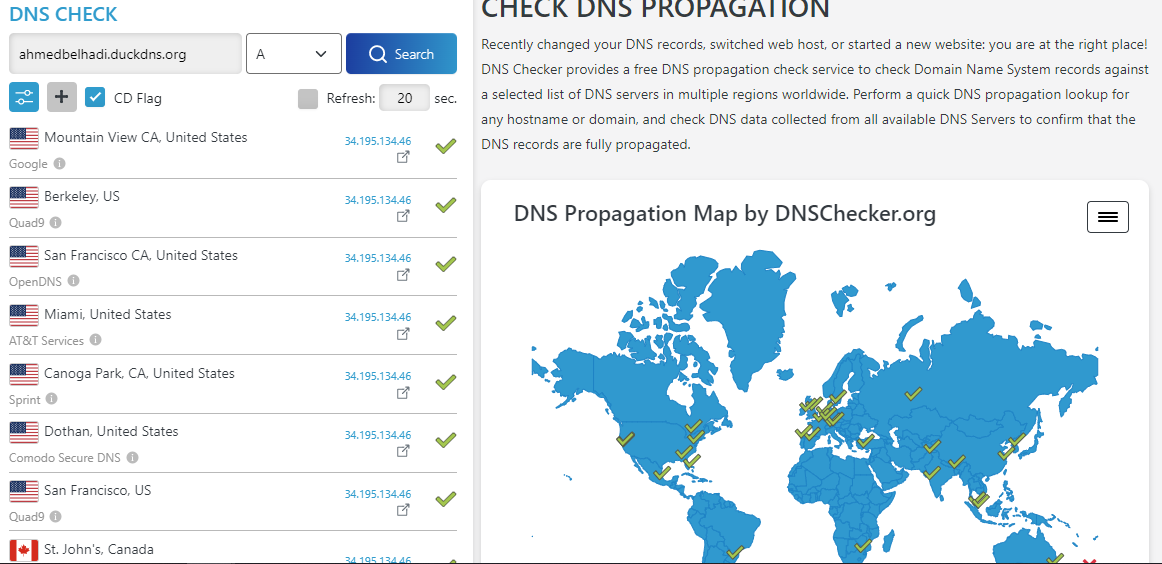 DNS CHECK
ahmedbelhadi.duckdns.org
A
Search
CD Flag
Refresh: 20 sec.
Mountain View CA, United States
34.195.134.46
Google
Berkeley, US
34.195.134.46
Quad9
San Francisco CA, United States
34.195.134.46
OpenDNS
Miami, United States
34.195.134.46
AT&T Services
Canoga Park, CA, United States
34.195.134.46
Sprint
Dothan, United States
34.195.134.46
Comodo Secure DNS
San Francisco, US
34.195.134.46
Quad9
St. John's, Canada
34.195.134.46
CHECK DNS PROPAGATION
Recently changed your DNS records, switched web host, or started a new website: you are at the right place!
DNS Checker provides a free DNS propagation check service to check Domain Name System records against
a selected list of DNS servers in multiple regions worldwide. Perform a quick DNS propagation lookup for
any hostname or domain, and check DNS data collected from all available DNS Servers to confirm that the
DNS records are fully propagated.
DNS Propagation Map by DNSChecker.org